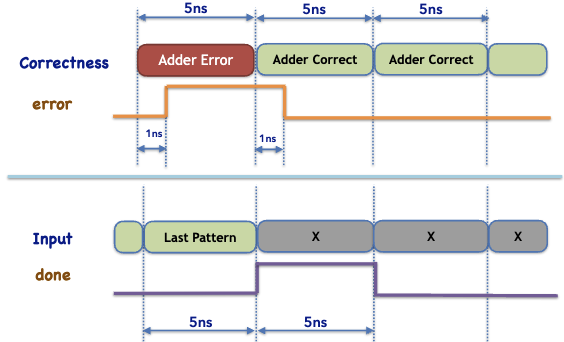 5ns 5ns 5ns
Correctness Adder Error Adder Correct Adder Correct
error
1ns 1ns
Input Last Pattern X X X
done
5ns 5ns